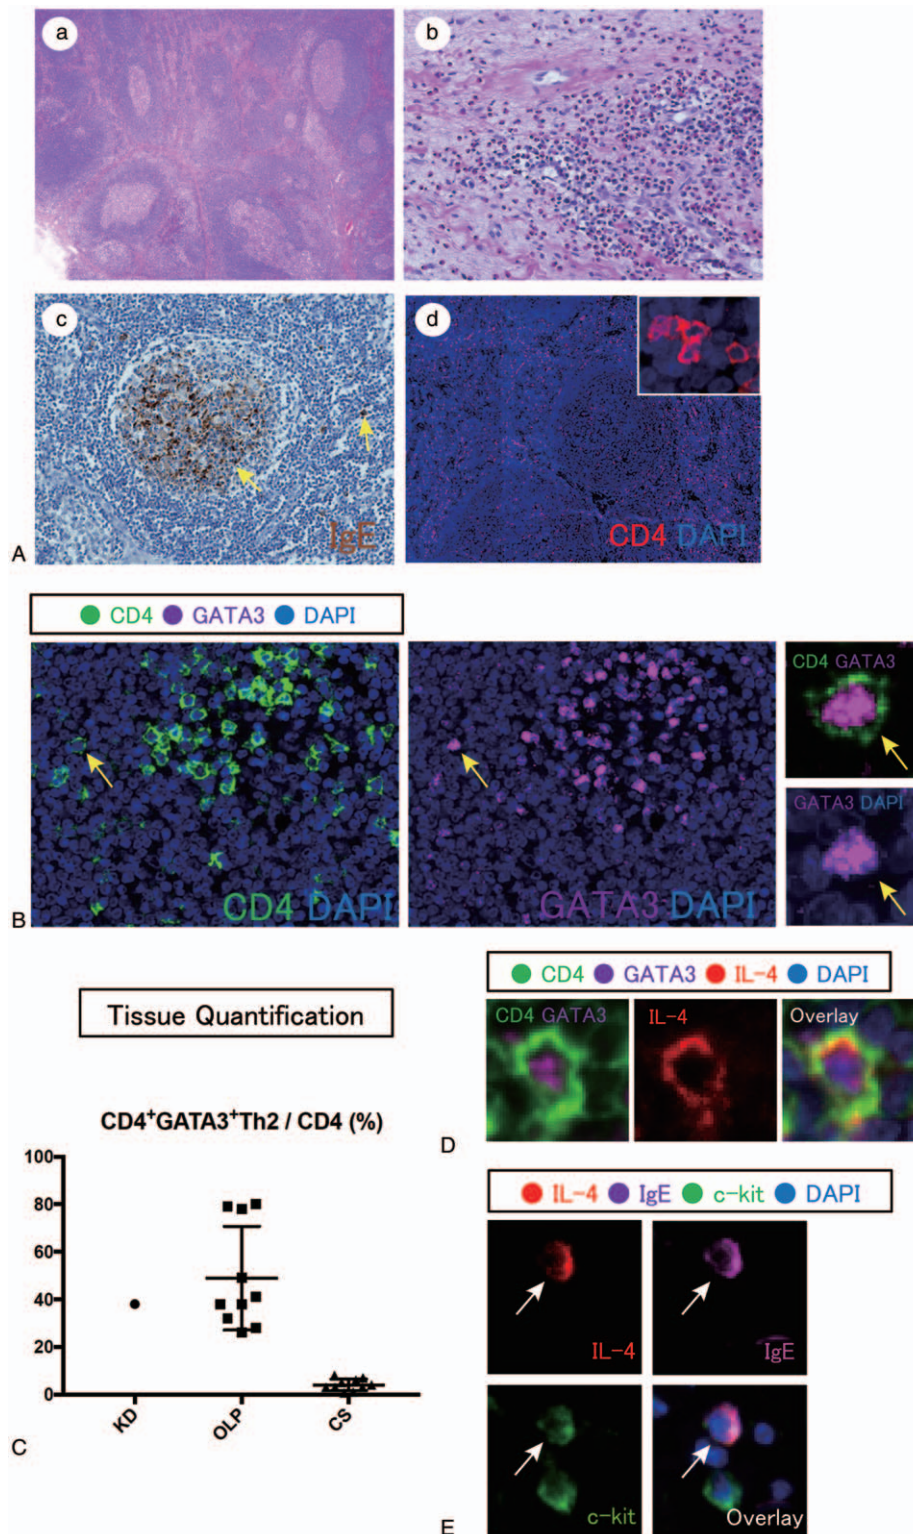 a
b
c
IgE
d
CD4 DAPI
A
CD4 GATA3 DAPI
CD4 DAPI
GATA3 DAPI
CD4 GATA3
GATA3 DAPI
B
Tissue Quantification
CD4+GATA3+Th2 / CD4 (%)
100
80
60
40
20
0
KD
OLP
CS
C
CD4 GATA3 IL-4 DAPI
CD4 GATA3
IL-4
Overlay
D
IL-4 IgE c-kit DAPI
IL-4
IgE
c-kit
Overlay
E